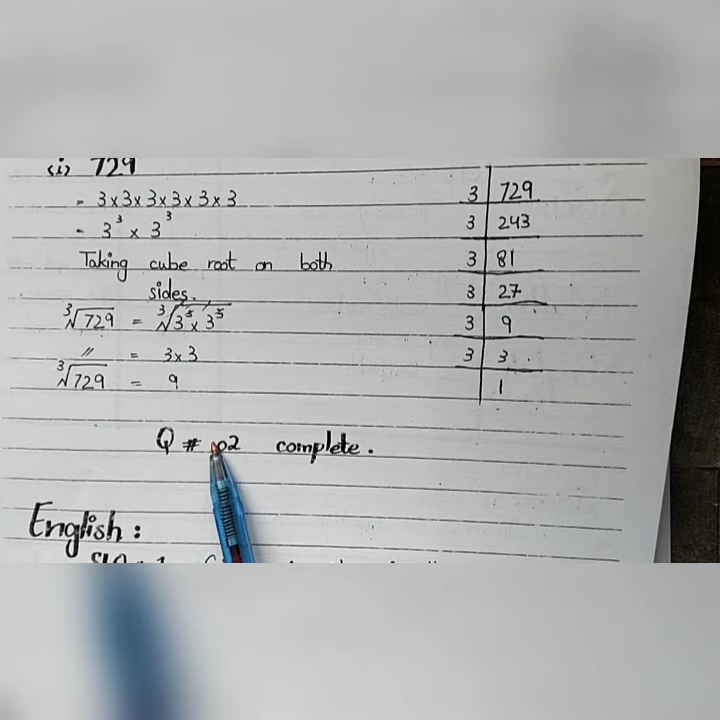 (i) 729
= 3×3×3×3×3×3
= 3³ × 3³
Taking cube root on both
sides.
∛729 = ∛3³×3³
〃 = 3×3
∛729 = 9
3 | 729
3 | 243
3 | 81
3 | 27
3 | 9
3 | 3
| 1
Q # 02 complete.
English: